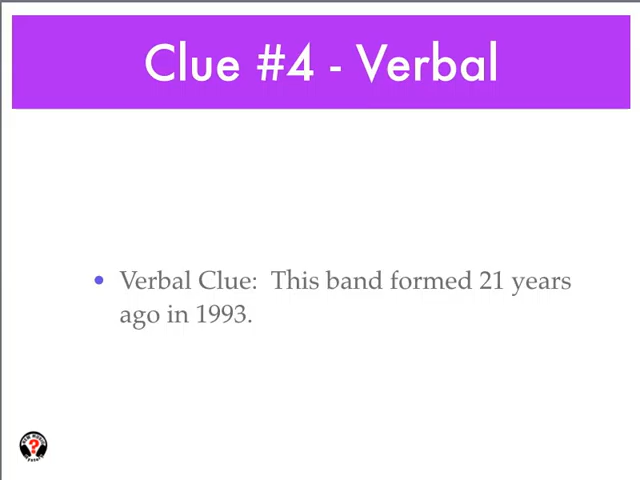 Clue #4 - Verbal
• Verbal Clue:  This band formed 21 years
ago in 1993.